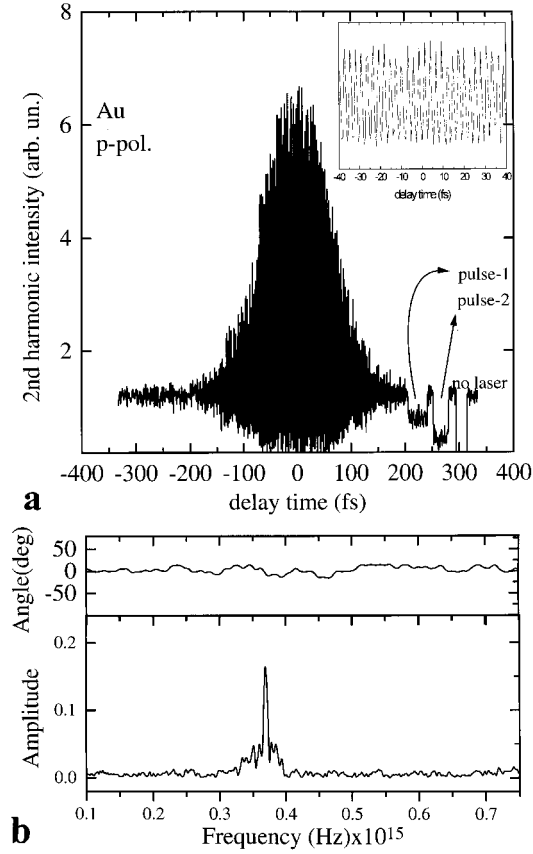 8
6
4
2
2nd harmonic intensity (arb. un.)
Au
p-pol.
-40 -30 -20 -10 0 10 20 30 40
delay time (fs)
pulse-1
pulse-2
no laser
-400 -300 -200 -100 0 100 200 300 400
delay time (fs)
a
50
0
-50
Angle(deg)
0.2
0.1
0.0
Amplitude
0.1 0.2 0.3 0.4 0.5 0.6 0.7
Frequency (Hz)x10¹⁵
b